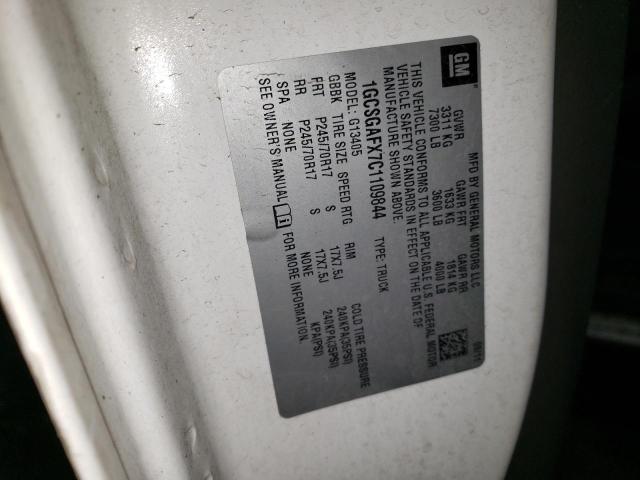 GM
MFD BY GENERAL MOTORS LLC
GVWR GAWR FRT GAWR RR
3311 KG 1633 KG 1814 KG
7300 LB 3600 LB 4000 LB
THIS VEHICLE CONFORMS TO ALL APPLICABLE U.S. FEDERAL MOTOR
VEHICLE SAFETY STANDARDS IN EFFECT ON THE DATE OF
MANUFACTURE SHOWN ABOVE.
1GCSGAFX7C1109844 TYPE: TRUCK
MODEL: G13405
GBBK TIRE SIZE SPEED RTG RIM COLD TIRE PRESSURE
FRT P245/70R17 S 17X7.5J 240KPA(35PSI)
RR P245/70R17 S 17X7.5J 240KPA(35PSI)
SPA NONE NONE KPA(PSI)
SEE OWNER'S MANUAL FOR MORE INFORMATION.